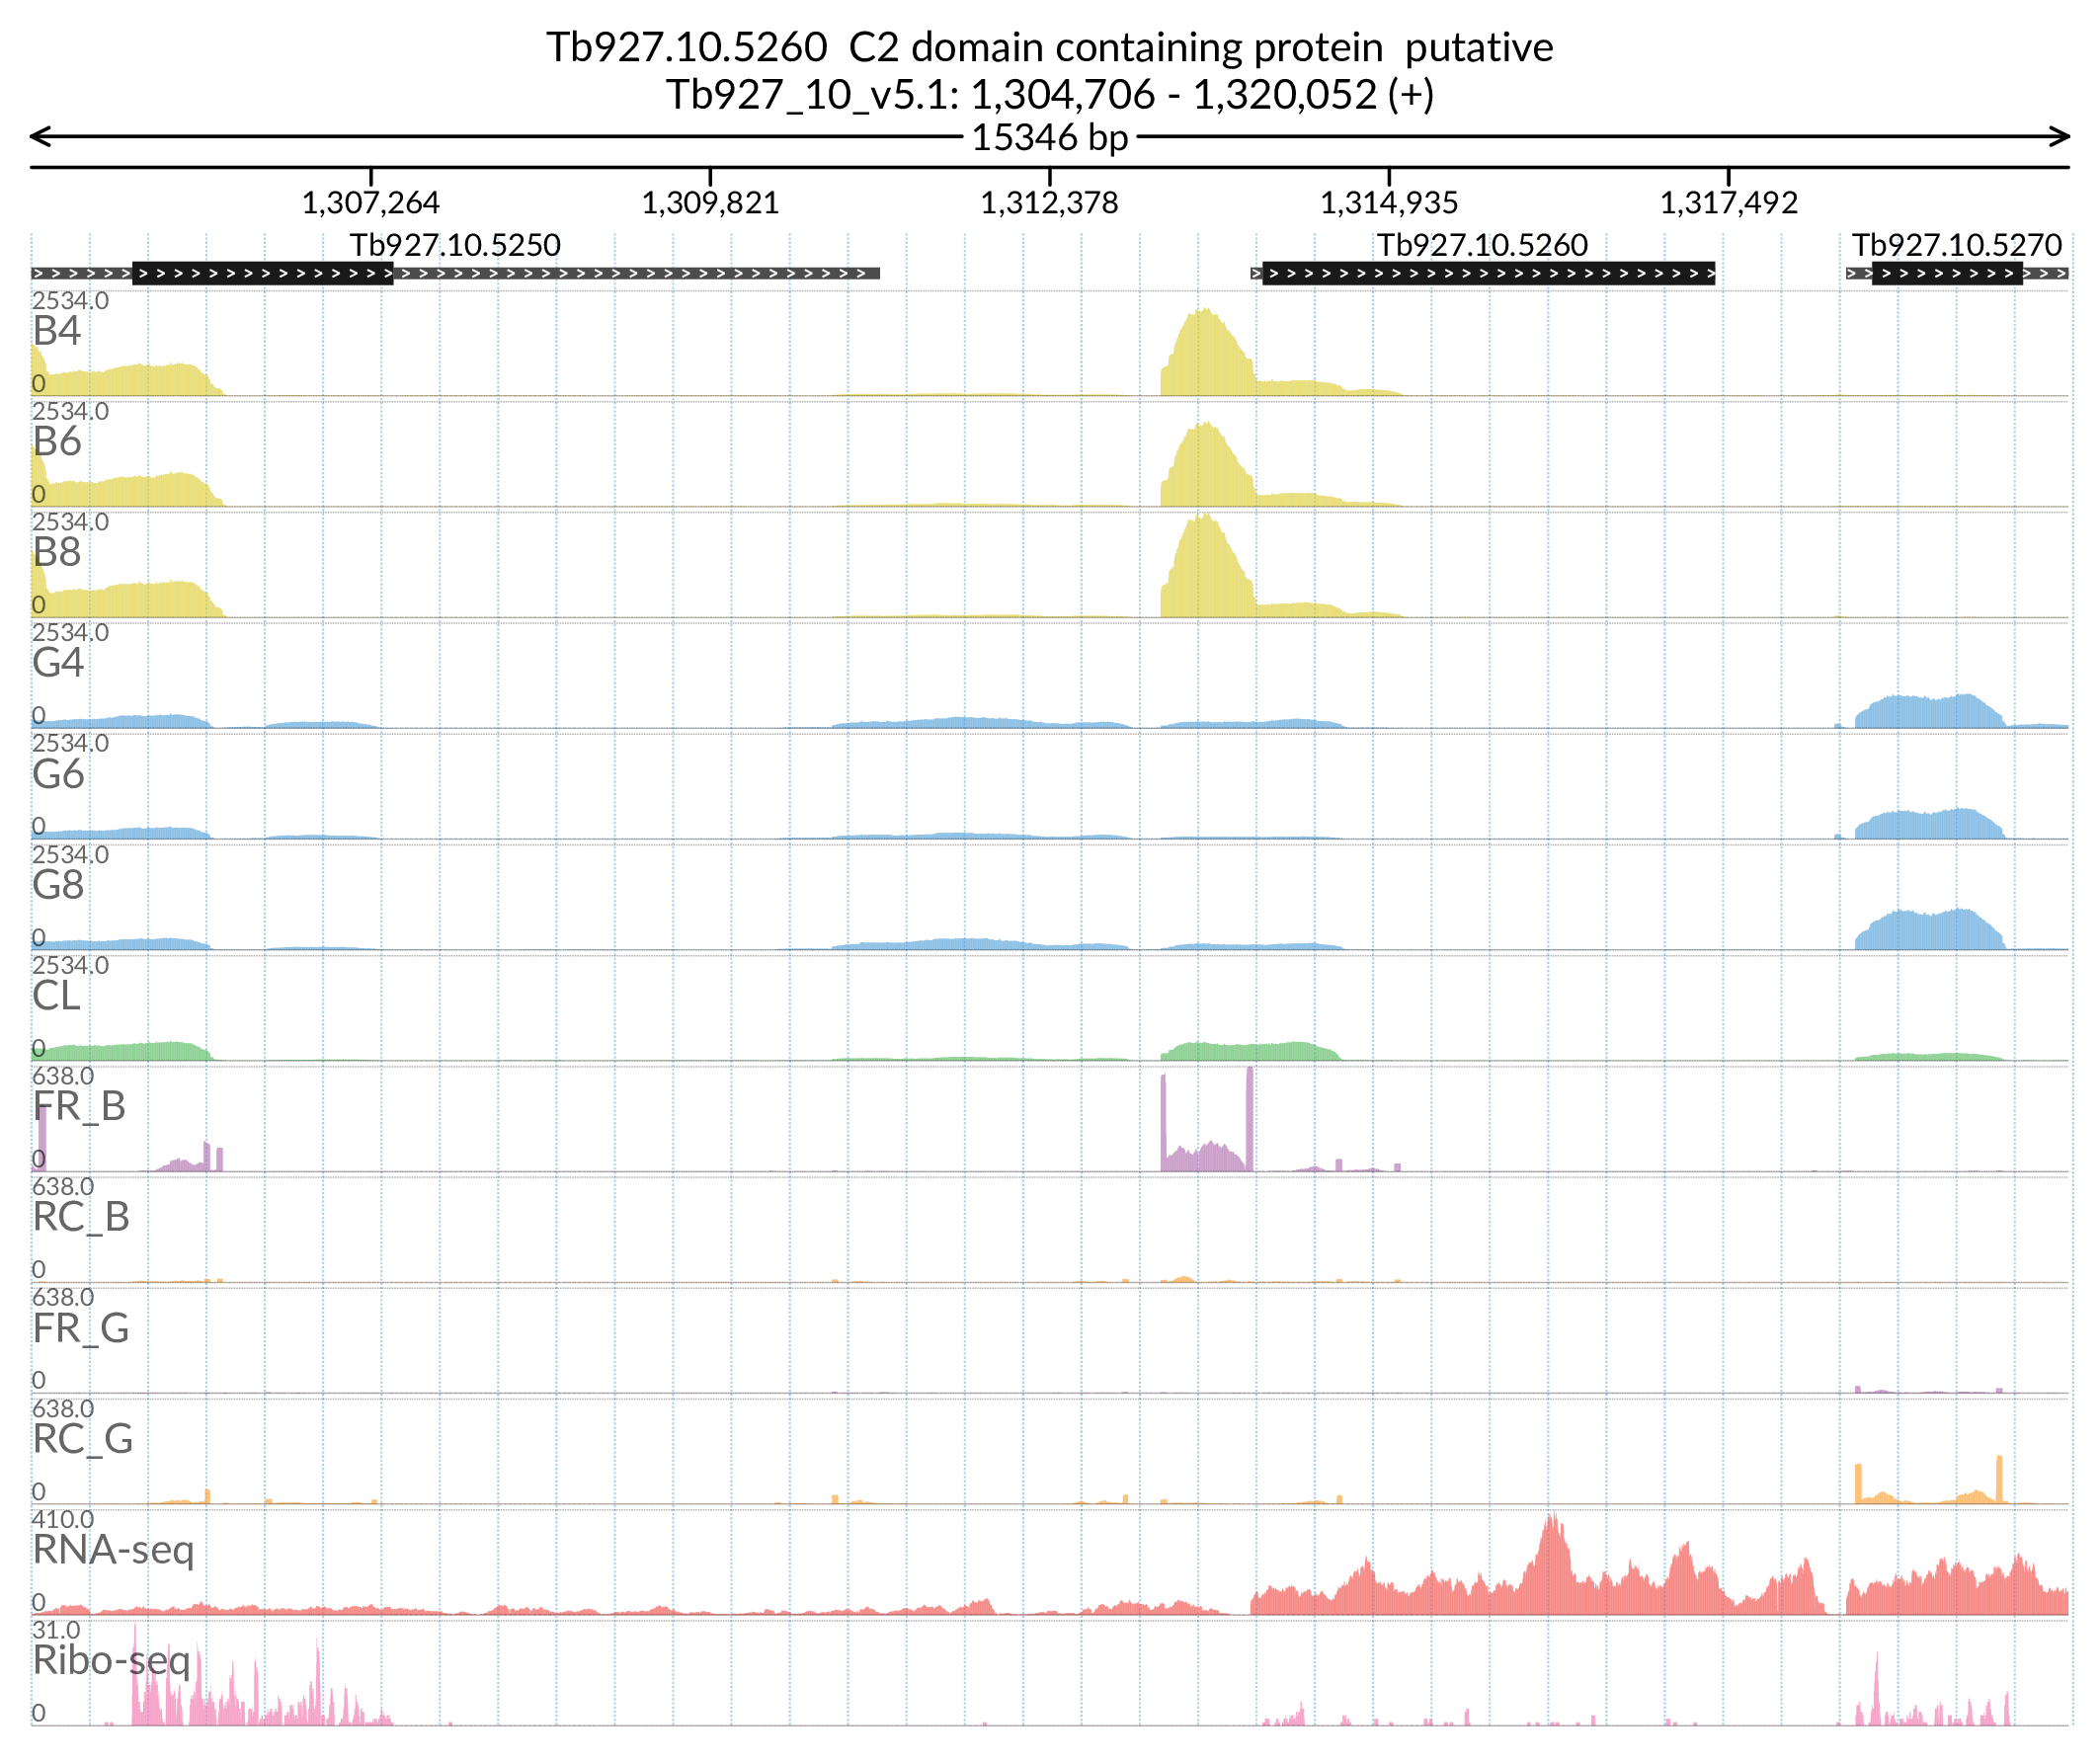 Tb927.10.5260  C2 domain containing protein  putative
Tb927_10_v5.1: 1,304,706 - 1,320,052 (+)
15346 bp
1,307,264 1,309,821 1,312,378 1,314,935 1,317,492
Tb927.10.5250 Tb927.10.5260 Tb927.10.5270
2534.0
B4
0
2534.0
B6
0
2534.0
B8
0
2534.0
G4
0
2534.0
G6
0
2534.0
G8
0
2534.0
CL
0
638.0
FR_B
0
638.0
RC_B
0
638.0
FR_G
0
638.0
RC_G
0
410.0
RNA-seq
0
31.0
Ribo-seq
0